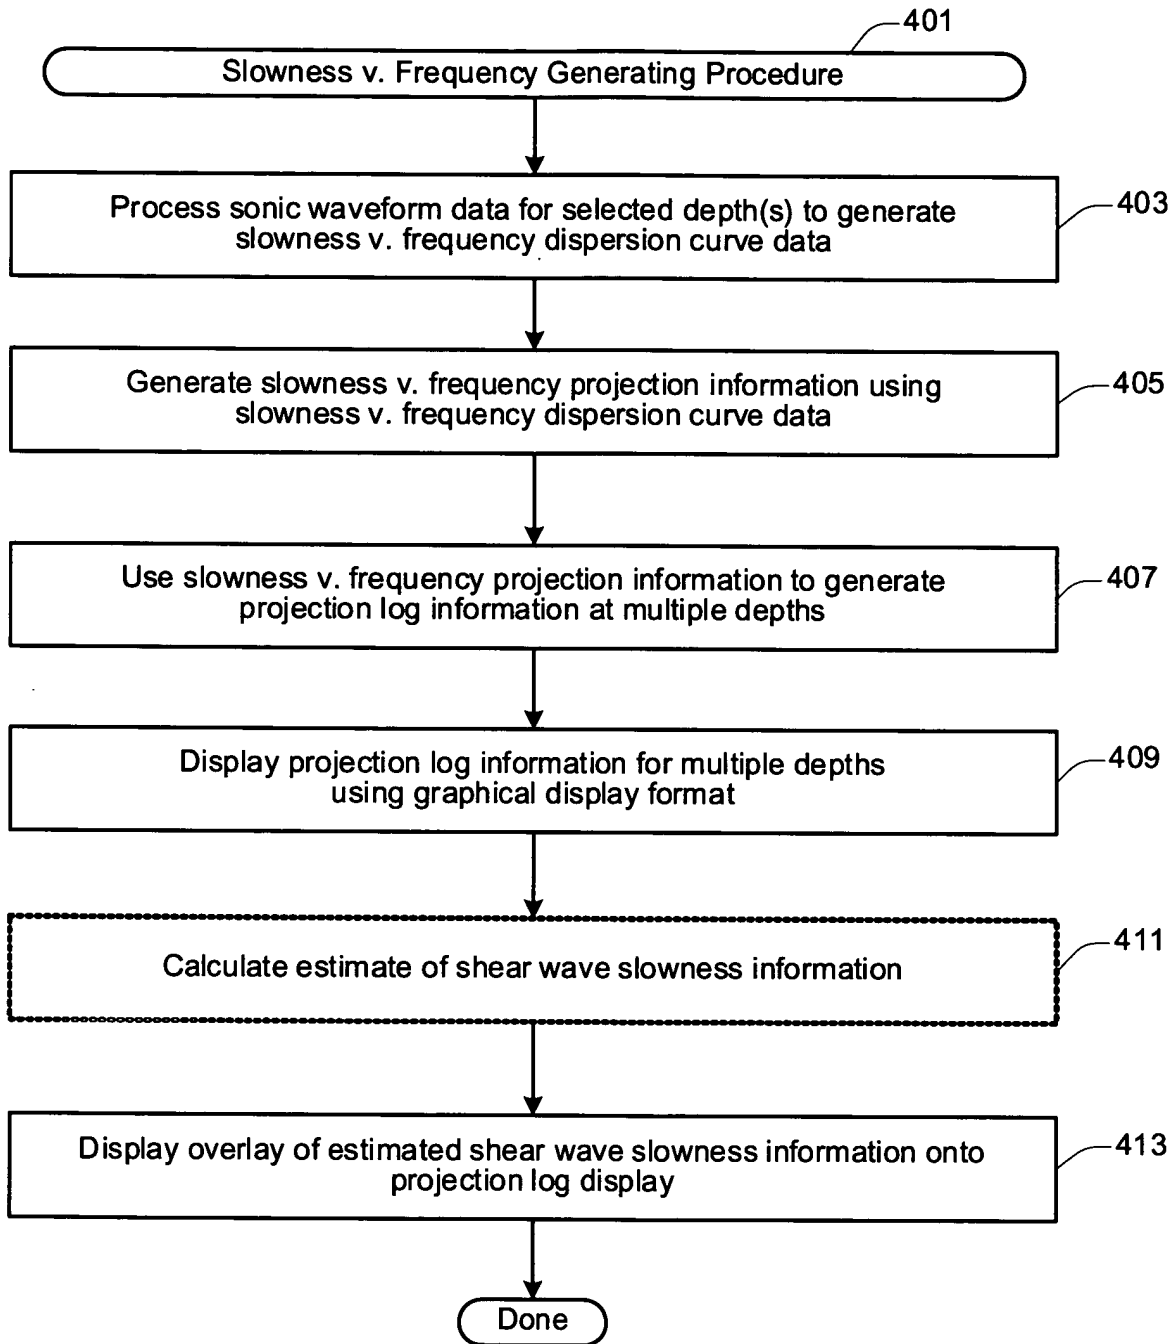 401
Slowness v. Frequency Generating Procedure
Process sonic waveform data for selected depth(s) to generate
slowness v. frequency dispersion curve data
403
Generate slowness v. frequency projection information using
slowness v. frequency dispersion curve data
405
Use slowness v. frequency projection information to generate
projection log information at multiple depths
407
Display projection log information for multiple depths
using graphical display format
409
Calculate estimate of shear wave slowness information
411
Display overlay of estimated shear wave slowness information onto
projection log display
413
Done